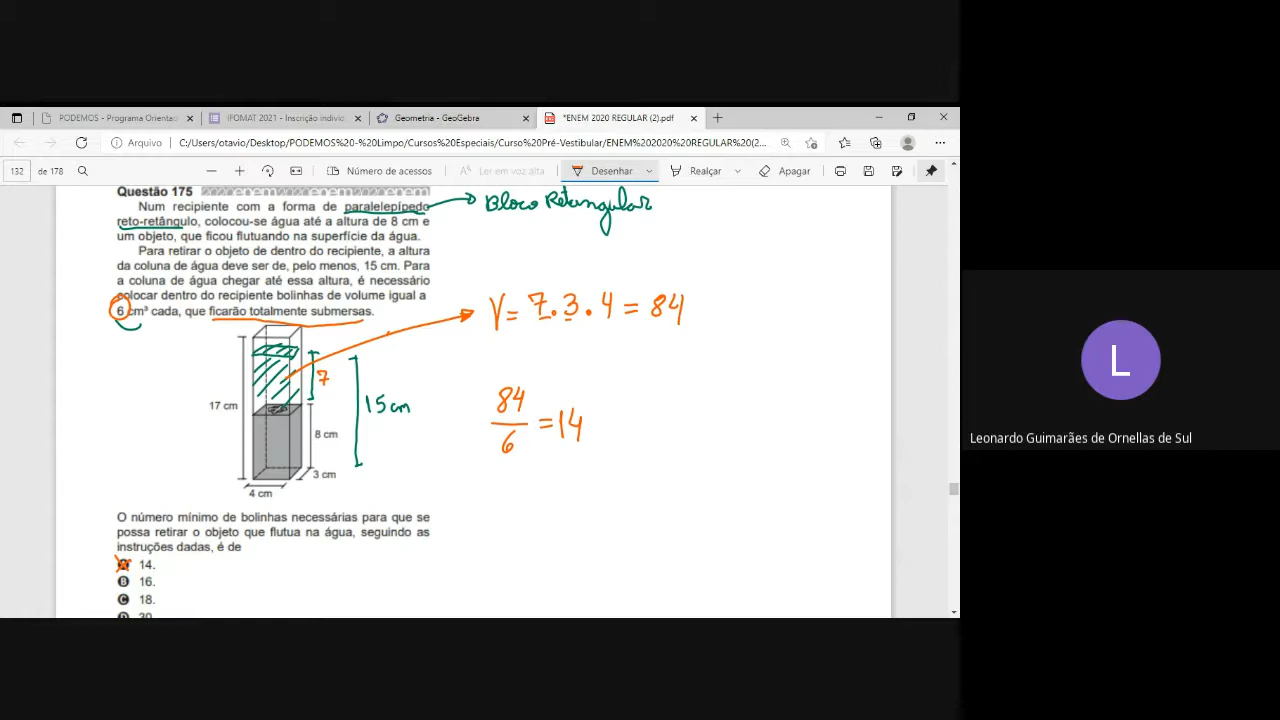 PODEMOS - Programa Orienta
IFOMAT 2021 - Inscrição individ
Geometria - GeoGebra
*ENEM 2020 REGULAR (2).pdf
Arquivo
C:/Users/otavio/Desktop/PODEMOS%20-%20Limpo/Cursos%20Especiais/Curso%20Pré-Vestibular/ENEM%202020%20REGULAR%20(2...
132 de 178
Número de acessos
Ler em voz alta
Desenhar
Realçar
Apagar
Questão 175
Bloco Retangular
Num recipiente com a forma de paralelepípedo
reto-retângulo, colocou-se água até a altura de 8 cm e
um objeto, que ficou flutuando na superfície da água.
Para retirar o objeto de dentro do recipiente, a altura
da coluna de água deve ser de, pelo menos, 15 cm. Para
a coluna de água chegar até essa altura, é necessário
colocar dentro do recipiente bolinhas de volume igual a
6 cm³ cada, que ficarão totalmente submersas.
V = 7 . 3 . 4 = 84
7
17 cm
15 cm
8 cm
3 cm
4 cm
84
6
= 14
O número mínimo de bolinhas necessárias para que se
possa retirar o objeto que flutua na água, seguindo as
instruções dadas, é de
A 14.
B 16.
C 18.
D 30.
L
Leonardo Guimarães de Ornellas de Sul